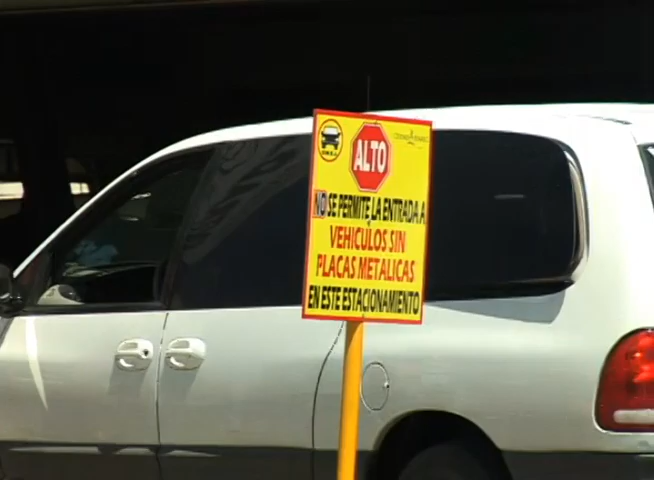 ALTO
NO SE PERMITE LA ENTRADA A
VEHICULOS SIN
PLACAS METALICAS
EN ESTE ESTACIONAMIENTO